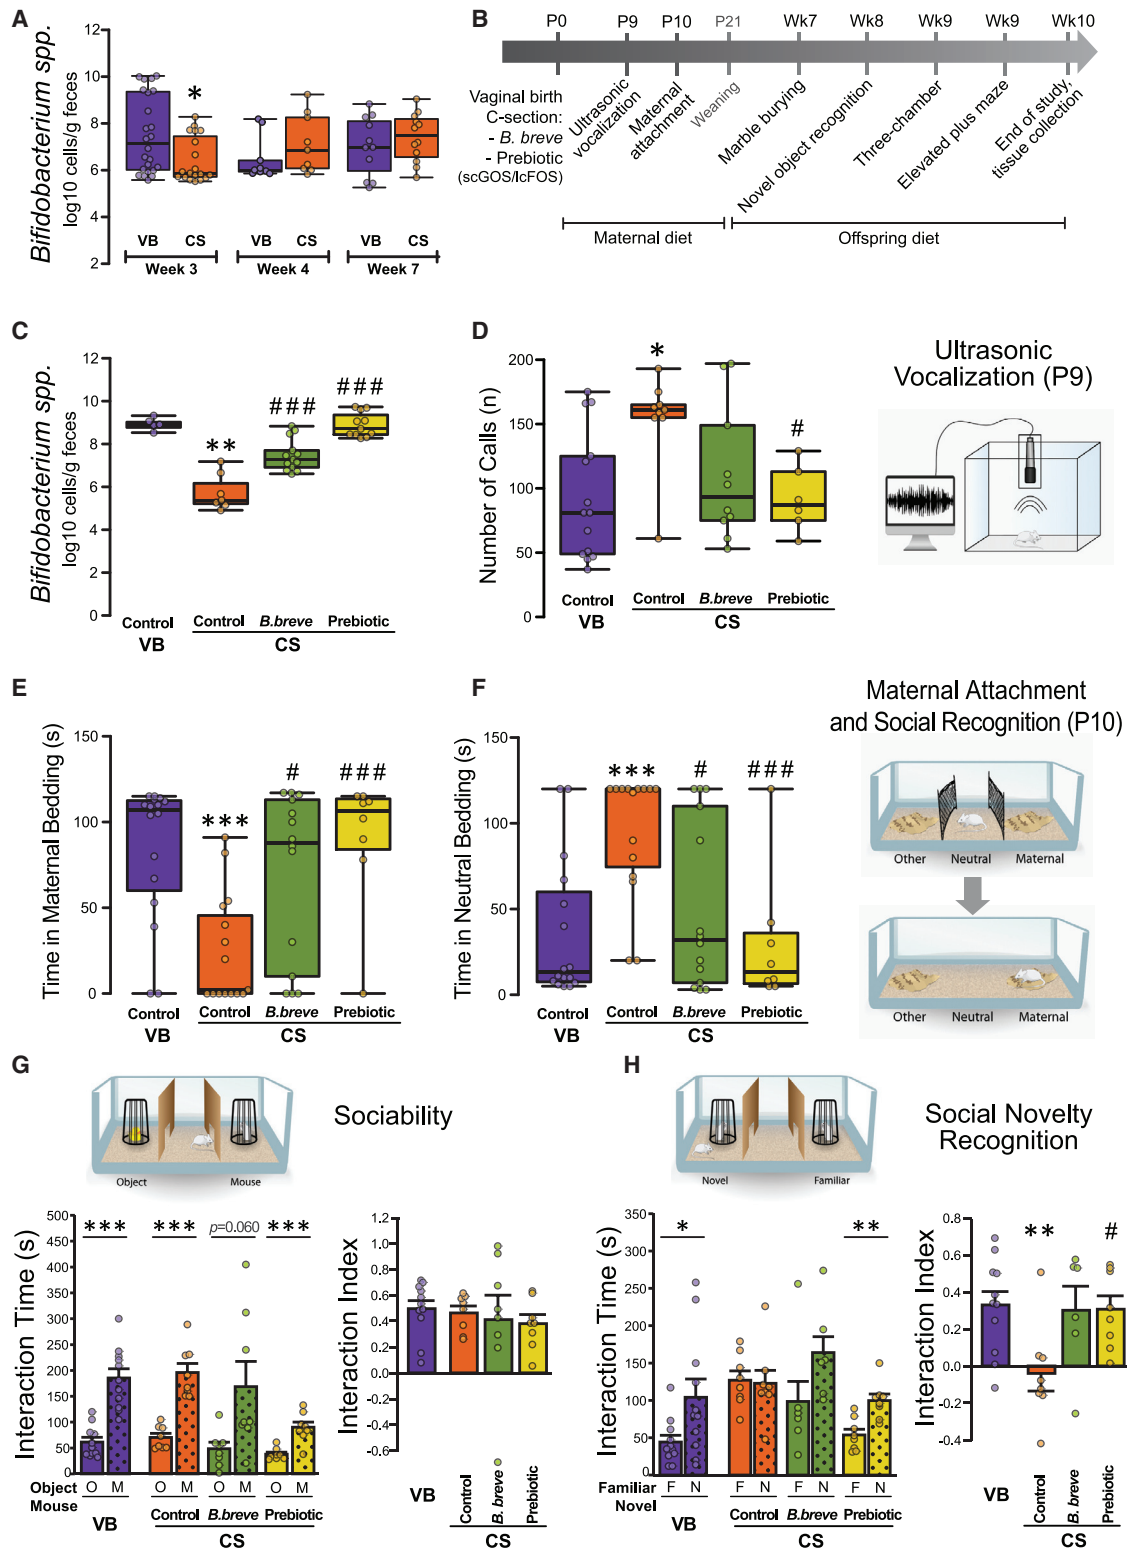 A
Bifidobacterium spp.
log10 cells/g feces
12
10
8
6
4
2
*
VB CS VB CS VB CS
Week 3 Week 4 Week 7
B
P0 P9 P10 P21 Wk7 Wk8 Wk9 Wk9 Wk10
Vaginal birth
C-section:
- B. breve
- Prebiotic
(scGOS/lcFOS)
Ultrasonic
vocalization
Maternal
attachment
Weaning
Marble burying
Novel object recognition
Three-chamber
Elevated plus maze
End of study,
tissue collection
Maternal diet Offspring diet
C
Bifidobacterium spp.
log10 cells/g feces
12
10
8
6
4
2
0
** ### ###
Control Control B.breve Prebiotic
VB CS
D
Number of Calls (n)
200
150
100
50
0
* #
Control Control B.breve Prebiotic
VB CS
Ultrasonic
Vocalization (P9)
E
Time in Maternal Bedding (s)
150
100
50
0
*** # ###
Control Control B.breve Prebiotic
VB CS
F
Time in Neutral Bedding (s)
150
100
50
0
*** # ###
Control Control B.breve Prebiotic
VB CS
Maternal Attachment
and Social Recognition (P10)
Other Neutral Maternal
Other Neutral Maternal
G
Sociability
Object Mouse
Interaction Time (s)
500
450
400
350
300
250
200
150
100
50
0
*** *** p=0.060 ***
Object O M O M O M O M
Mouse
VB Control B.breve Prebiotic
CS
Interaction Index
1.2
1.0
0.8
0.6
0.4
0.2
0.0
-0.2
-0.4
-0.6
VB Control B. breve Prebiotic
CS
H
Social Novelty
Recognition
Novel Familiar
Interaction Time (s)
350
300
250
200
150
100
50
0
* **
Familiar F N F N F N F N
Novel
VB Control B.breve Prebiotic
CS
Interaction Index
0.8
0.6
0.4
0.2
0.0
-0.2
-0.4
** #
VB Control B. breve Prebiotic
CS